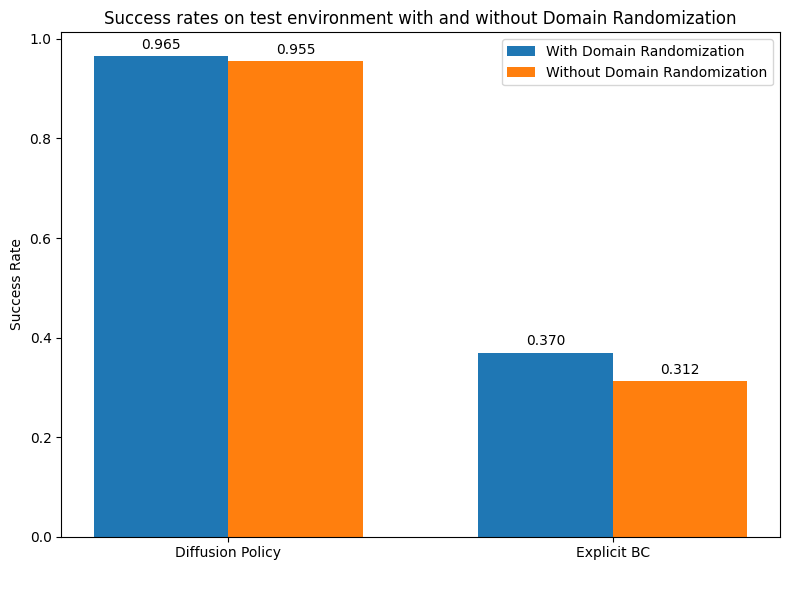 Success rates on test environment with and without Domain Randomization
With Domain Randomization
Without Domain Randomization
Success Rate
1.0
0.8
0.6
0.4
0.2
0.0
0.965
0.955
0.370
0.312
Diffusion Policy
Explicit BC